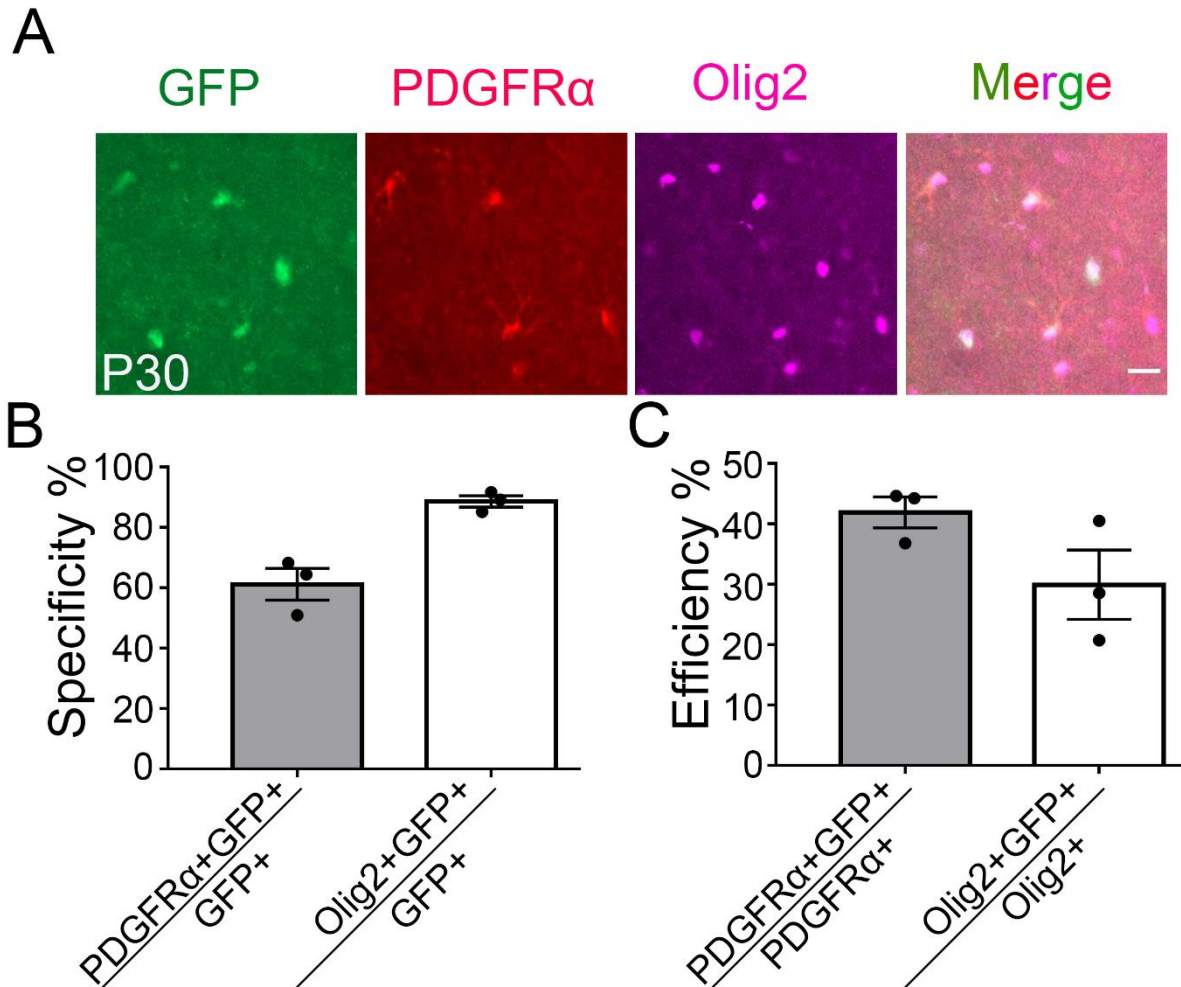 A
GFP PDGFRα Olig2 Merge
P30
B
Specificity %
100
80
60
40
20
0
PDGFRα+GFP+
GFP+
Olig2+GFP+
GFP+
C
Efficiency %
50
40
30
20
10
0
PDGFRα+GFP+
PDGFRα+
Olig2+GFP+
Olig2+